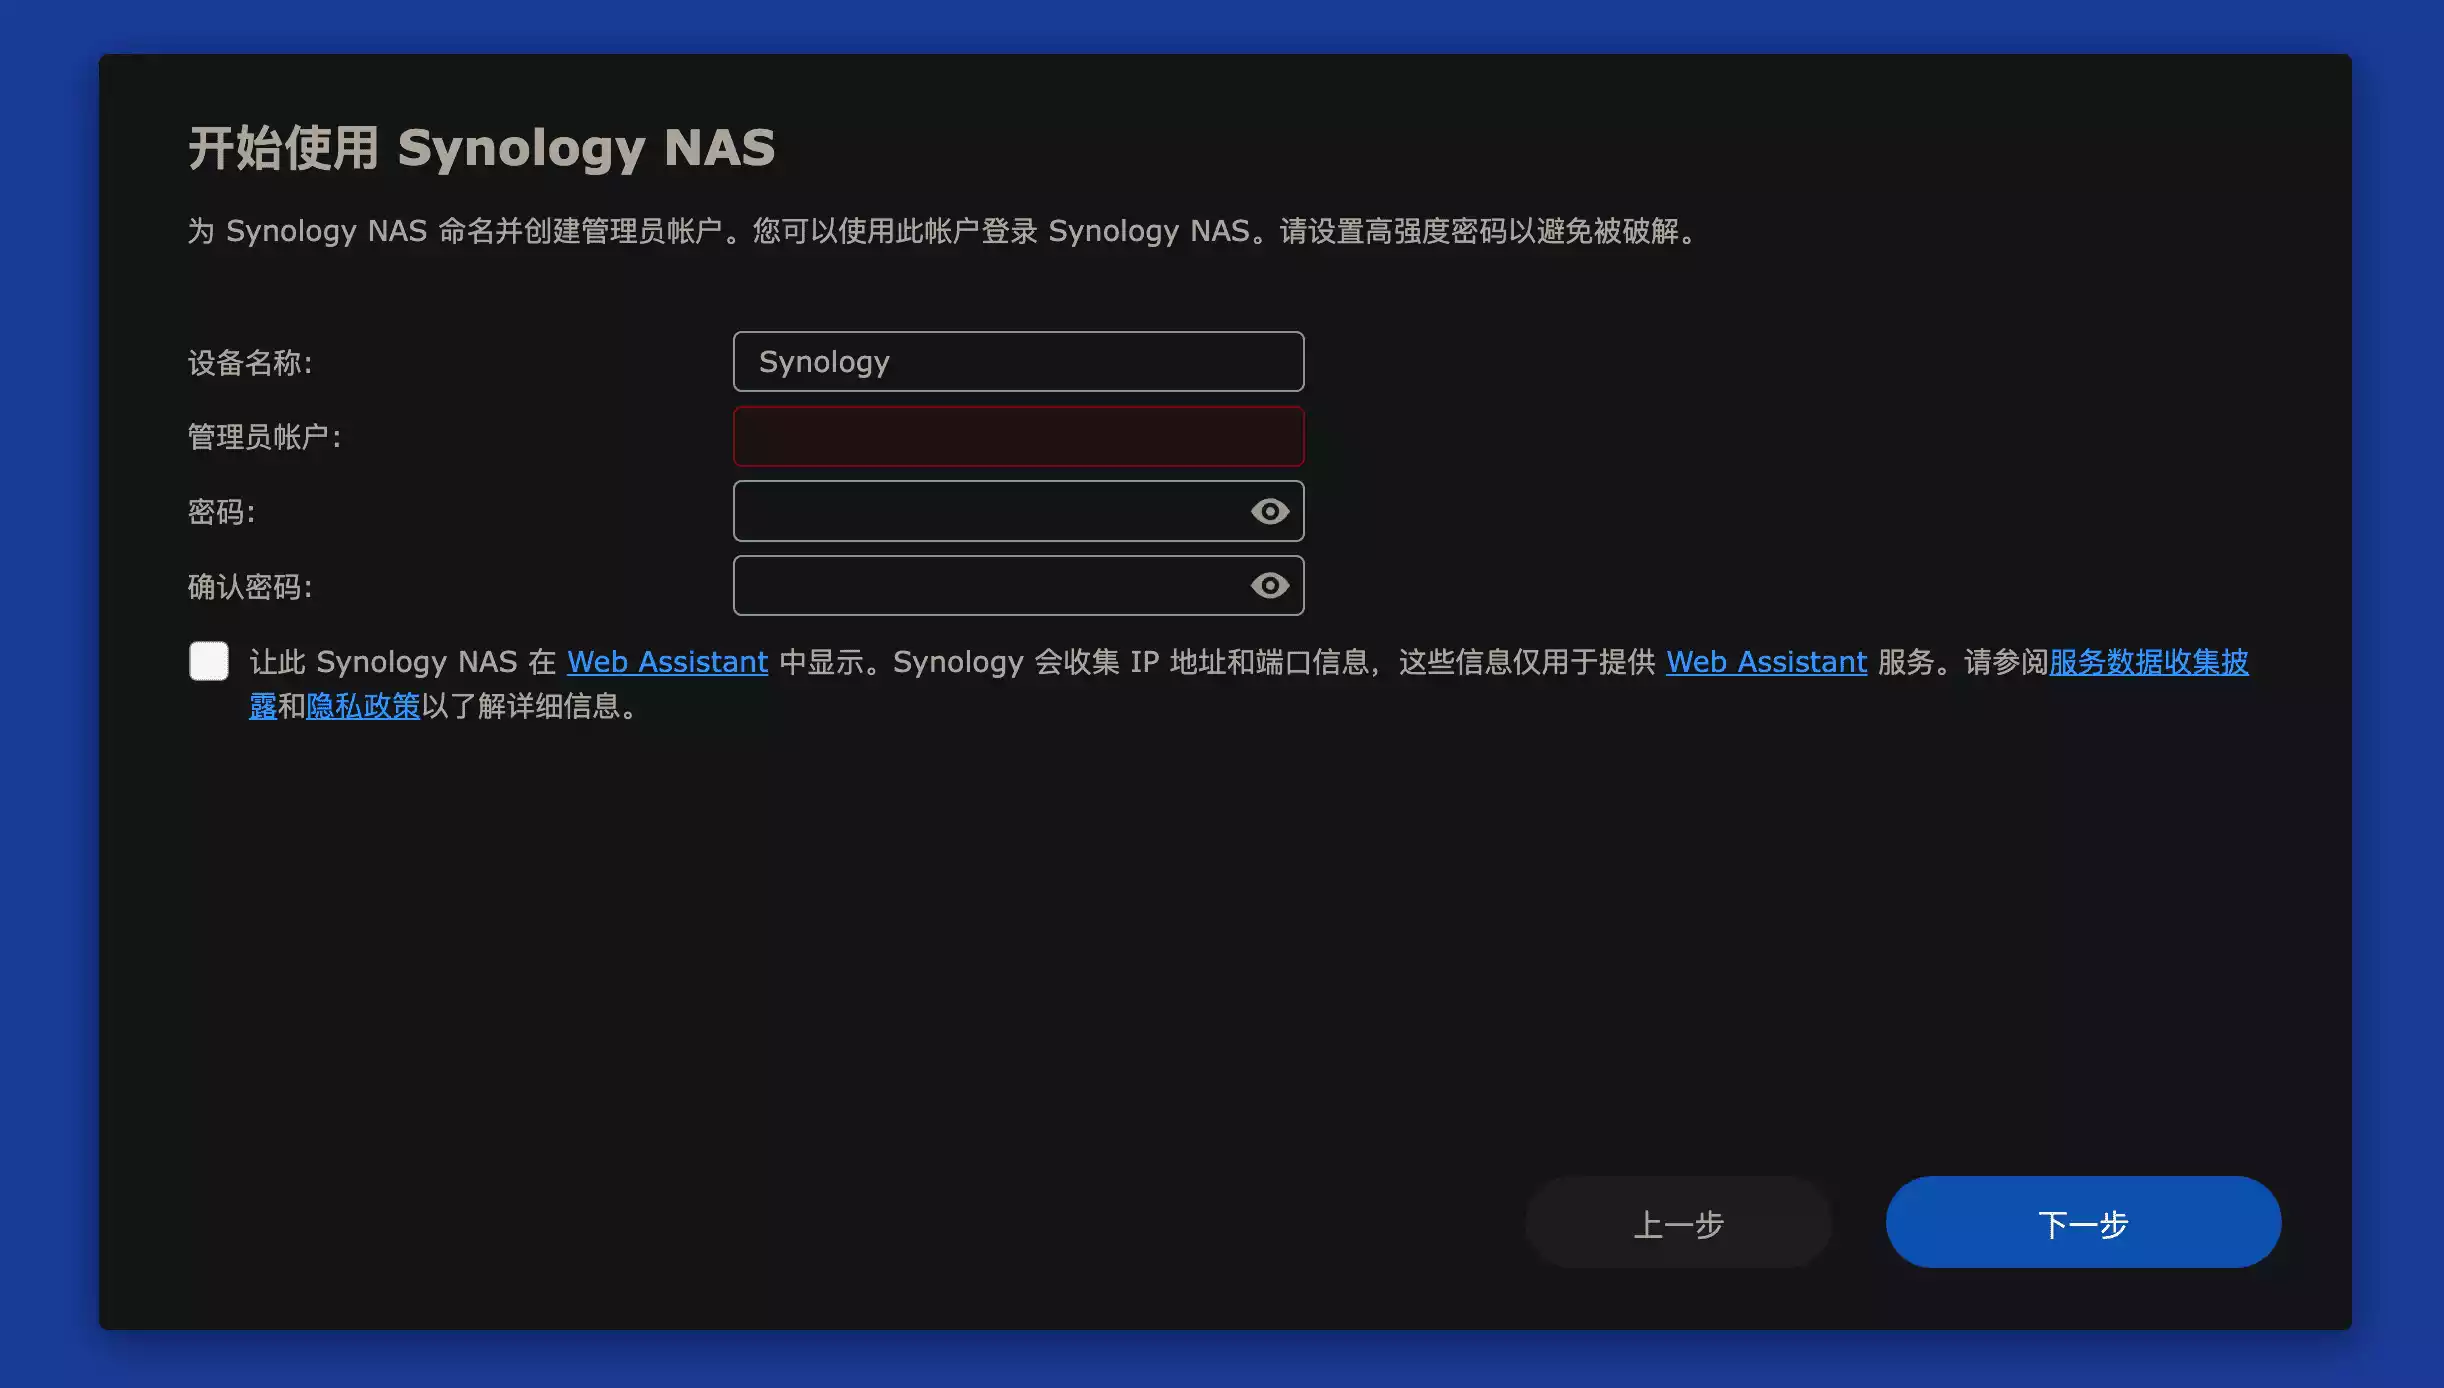 开始使用 Synology NAS
为 Synology NAS 命名并创建管理员帐户。您可以使用此帐户登录 Synology NAS。请设置高强度密码以避免被破解。
设备名称:
Synology
管理员帐户:
密码:
确认密码:
让此 Synology NAS 在 Web Assistant 中显示。Synology 会收集 IP 地址和端口信息，这些信息仅用于提供 Web Assistant 服务。请参阅服务数据收集披
露和隐私政策以了解详细信息。
上一步
下一步